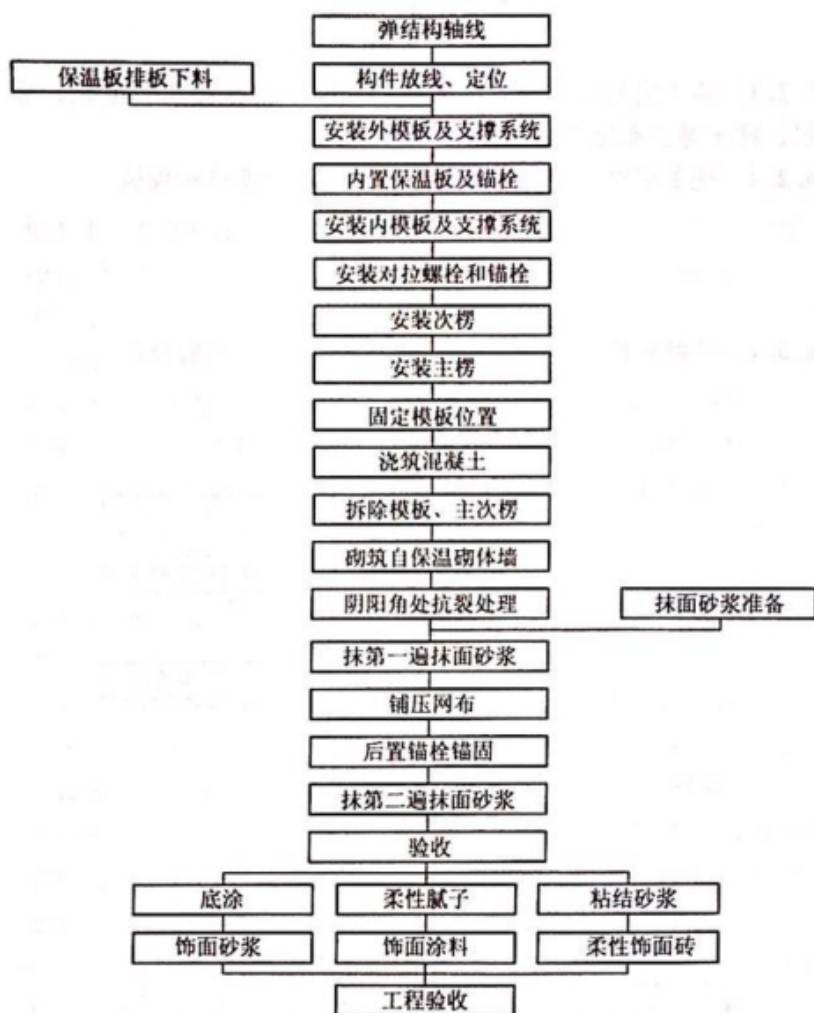 弹结构轴线
保温板排板下料 构件放线、定位
安装外模板及支撑系统
内置保温板及锚栓
安装内模板及支撑系统
安装对拉螺栓和锚栓
安装次楞
安装主楞
固定模板位置
浇筑混凝土
拆除模板、主次楞
砌筑自保温砌体墙
阴阳角处抗裂处理 抹面砂浆准备
抹第一遍抹面砂浆
铺压网布
后置锚栓锚固
抹第二遍抹面砂浆
验收
底涂 柔性腻子 粘结砂浆
饰面砂浆 饰面涂料 柔性饰面砖
工程验收